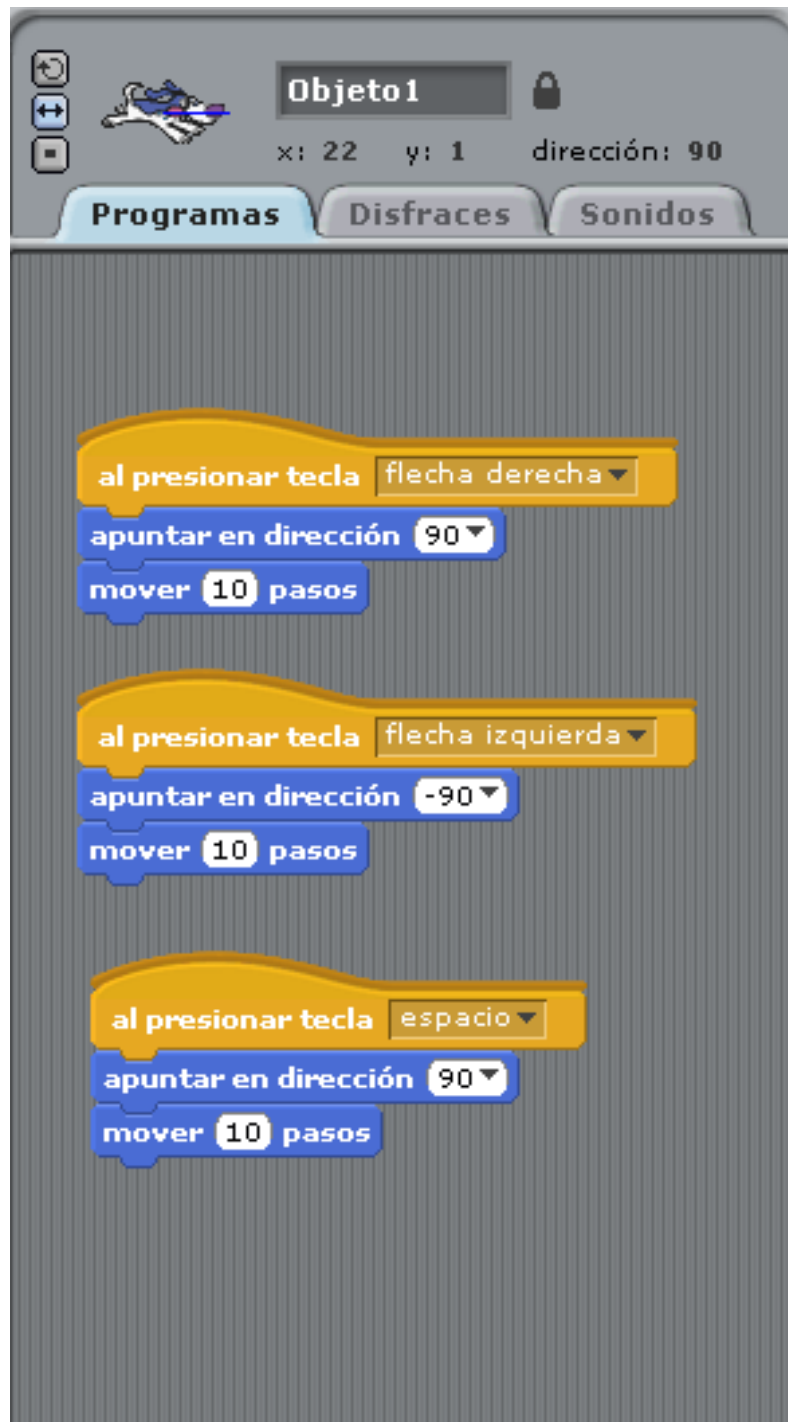 Objeto1
x: 22 y: 1 dirección: 90
Programas Disfraces Sonidos
al presionar tecla flecha derecha
apuntar en dirección 90
mover 10 pasos
al presionar tecla flecha izquierda
apuntar en dirección -90
mover 10 pasos
al presionar tecla espacio
apuntar en dirección 90
mover 10 pasos